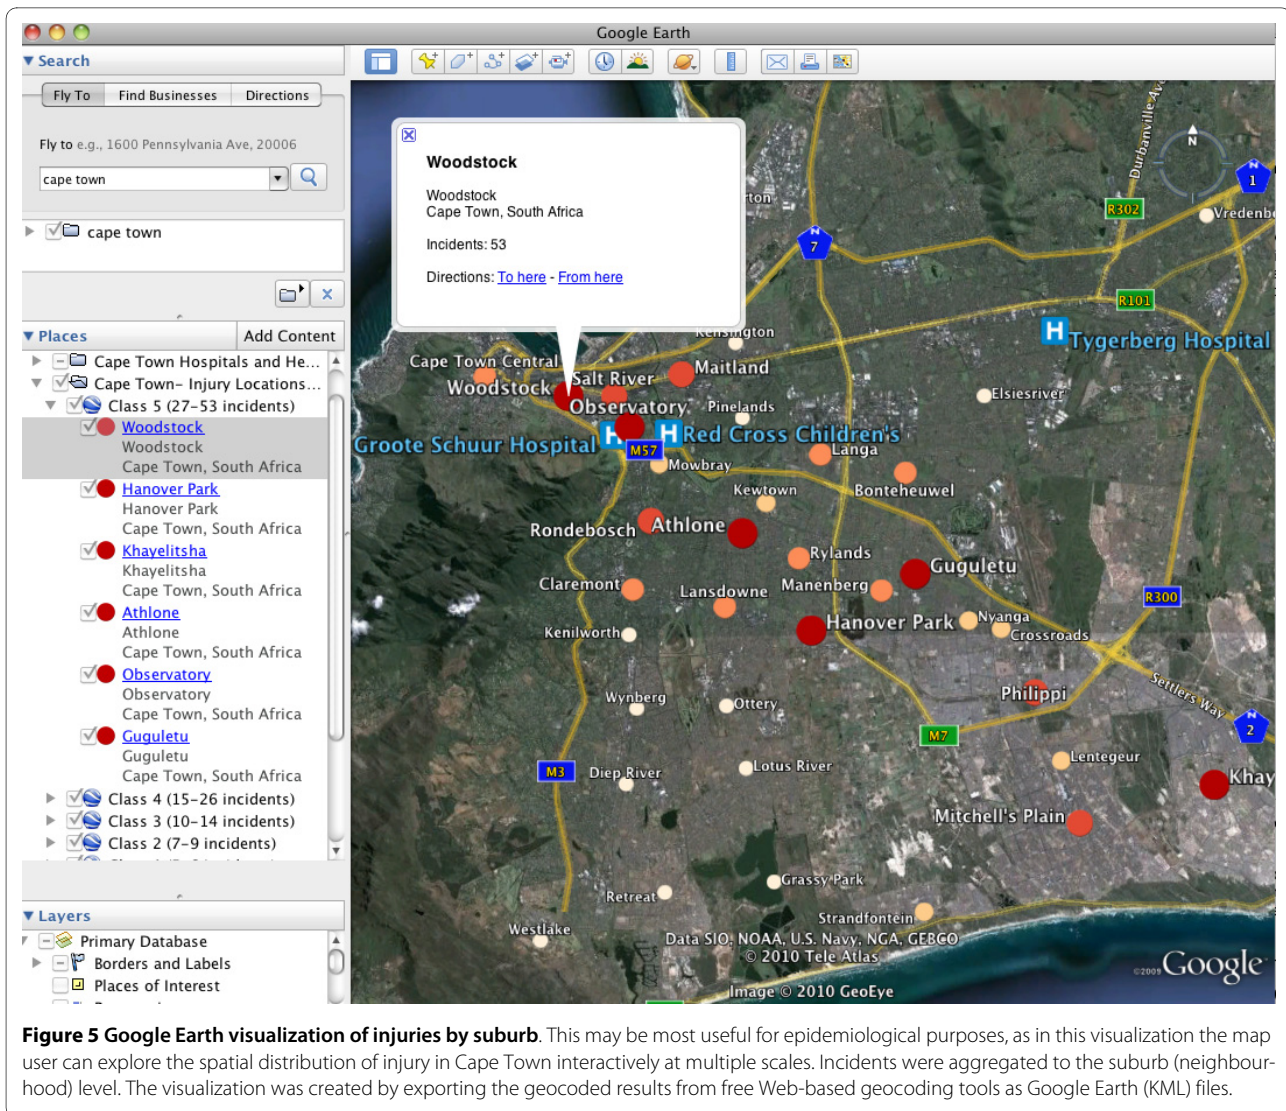 Google Earth
Search
Fly To
Find Businesses
Directions
Fly to e.g., 1600 Pennsylvania Ave, 20006
cape town
cape town
Places
Add Content
Cape Town Hospitals and He...
Cape Town- Injury Locations...
Class 5 (27-53 incidents)
Woodstock
Woodstock
Cape Town, South Africa
Hanover Park
Hanover Park
Cape Town, South Africa
Khayelitsha
Khayelitsha
Cape Town, South Africa
Athlone
Athlone
Cape Town, South Africa
Observatory
Observatory
Cape Town, South Africa
Guguletu
Guguletu
Cape Town, South Africa
Class 4 (15-26 incidents)
Class 3 (10-14 incidents)
Class 2 (7-9 incidents)
Layers
Primary Database
Borders and Labels
Places of Interest
Woodstock
Woodstock
Cape Town, South Africa
Incidents: 53
Directions: To here - From here
N
Durbanville Ave
N
1
R302
Vredenb
rton
N
7
R101
H
Tygerberg Hospital
Kensington
Cape Town Central
Maitland
Woodstock
Salt River
Elsiesriver
Observatory
Pinelands
Groote Schuur Hospital
H
H
Red Cross Children's
M57
Langa
Mowbray
Kewtown
Bonteheuwel
Rondebosch
Athlone
Rylands
Guguletu
Claremont
Lansdowne
Manenberg
R300
Kenilworth
Hanover Park
Nyanga
Crossroads
Wynberg
Ottery
Philippi
Settlers Way
N
2
M7
M3
Diep River
Lotus River
Lentegeur
Khay
Mitchell's Plain
Grassy Park
Retreat
Strandfontein
Westlake
Data SIO, NOAA, U.S. Navy, NGA, GEBCO
© 2010 Tele Atlas
©2009 Google
Image © 2010 GeoEye
Figure 5 Google Earth visualization of injuries by suburb. This may be most useful for epidemiological purposes, as in this visualization the map
user can explore the spatial distribution of injury in Cape Town interactively at multiple scales. Incidents were aggregated to the suburb (neighbour-
hood) level. The visualization was created by exporting the geocoded results from free Web-based geocoding tools as Google Earth (KML) files.